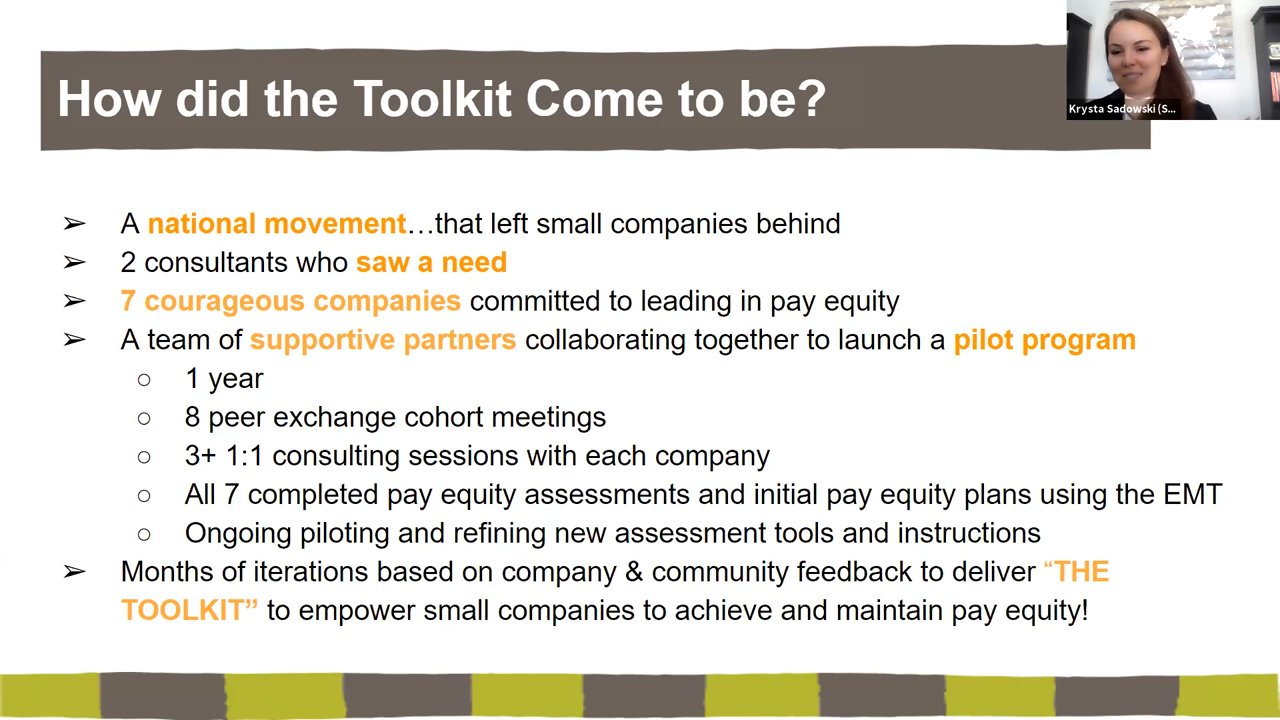 How did the Toolkit Come to be?
Krysta Sadowski (S...
➢ A national movement…that left small companies behind
➢ 2 consultants who saw a need
➢ 7 courageous companies committed to leading in pay equity
➢ A team of supportive partners collaborating together to launch a pilot program
○ 1 year
○ 8 peer exchange cohort meetings
○ 3+ 1:1 consulting sessions with each company
○ All 7 completed pay equity assessments and initial pay equity plans using the EMT
○ Ongoing piloting and refining new assessment tools and instructions
➢ Months of iterations based on company & community feedback to deliver “THE
TOOLKIT” to empower small companies to achieve and maintain pay equity!